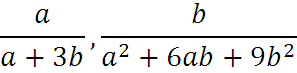 a/(a + 3b), b/(a² + 6ab + 9b²)